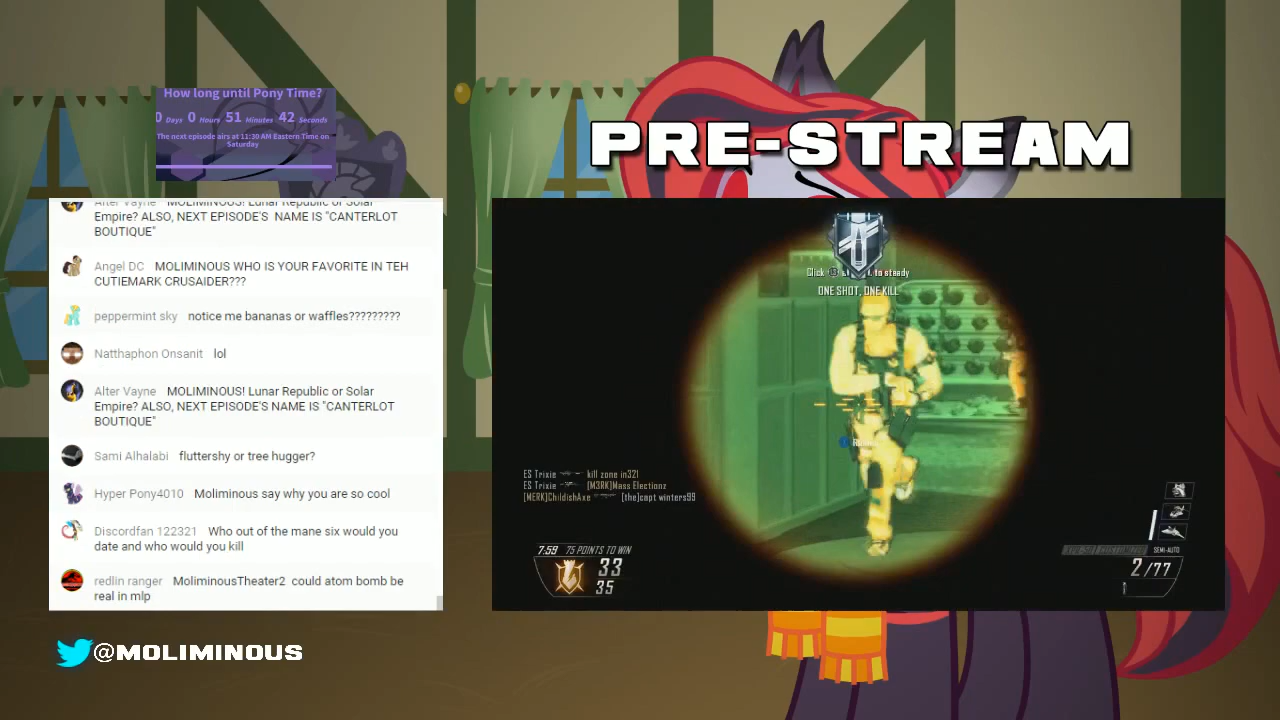 How long until Pony Time?
0 Days 0 Hours 51 Minutes 42 Seconds
The next episode airs at 11:30 AM Eastern Time on
Saturday
PRE-STREAM
Alter Vayne MOLIMINOUS! Lunar Republic or Solar
Empire? ALSO, NEXT EPISODE'S NAME IS "CANTERLOT
BOUTIQUE"
Angel DC MOLIMINOUS WHO IS YOUR FAVORITE IN TEH
CUTIEMARK CRUSAIDER???
peppermint sky notice me bananas or waffles?????????
Natthaphon Onsanit lol
Alter Vayne MOLIMINOUS! Lunar Republic or Solar
Empire? ALSO, NEXT EPISODE'S NAME IS "CANTERLOT
BOUTIQUE"
Sami Alhalabi fluttershy or tree hugger?
Hyper Pony4010 Moliminous say why you are so cool
Discordfan 122321 Who out of the mane six would you
date and who would you kill
redlin ranger MoliminousTheater2 could atom bomb be
real in mlp
Click to steady
ONE SHOT, ONE KILL
ES Trixie kill zone in321
ES Trixie [M3RK]Mass Electionz
[MERK]ChildishAxe [the]cnpt winters99
7:59 75 POINTS TO WIN
33
35
SEMI-AUTO
2/77
@MOLIMINOUS